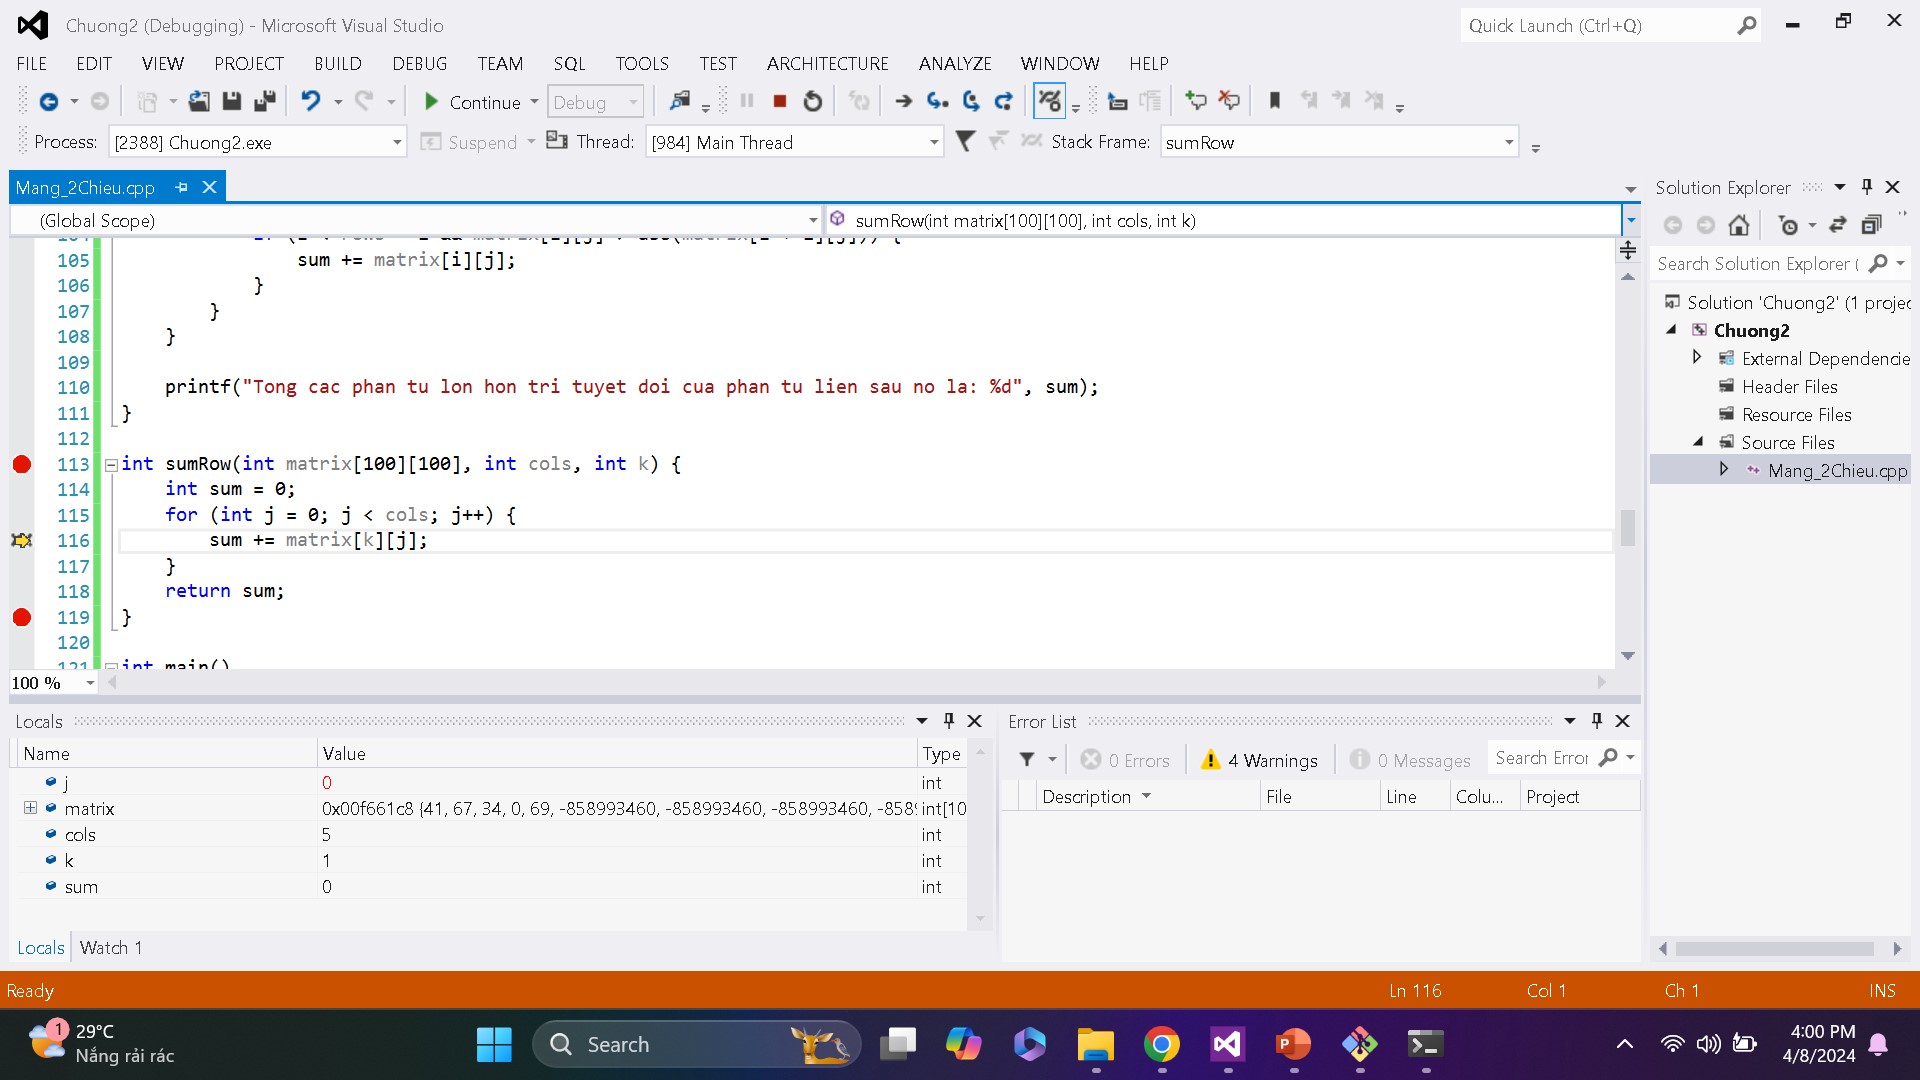 Chuong2 (Debugging) - Microsoft Visual Studio
Quick Launch (Ctrl+Q)
FILE EDIT VIEW PROJECT BUILD DEBUG TEAM SQL TOOLS TEST ARCHITECTURE ANALYZE WINDOW HELP
Continue Debug
Process: [2388] Chuong2.exe Suspend Thread: [984] Main Thread Stack Frame: sumRow
Mang_2Chieu.cpp
(Global Scope) sumRow(int matrix[100][100], int cols, int k)
105 sum += matrix[i][j];
106 }
107 }
108 }
109
110 printf("Tong cac phan tu lon hon tri tuyet doi cua phan tu lien sau no la: %d", sum);
111 }
112
113 int sumRow(int matrix[100][100], int cols, int k) {
114 int sum = 0;
115 for (int j = 0; j < cols; j++) {
116 sum += matrix[k][j];
117 }
118 return sum;
119 }
120
121 int main()
100 %
Solution Explorer
Search Solution Explorer (
Solution 'Chuong2' (1 projec
Chuong2
External Dependencie
Header Files
Resource Files
Source Files
Mang_2Chieu.cpp
Locals
Name Value Type
j 0 int
matrix 0x00f661c8 {41, 67, 34, 0, 69, -858993460, -858993460, -858993460, -858 int[10
cols 5 int
k 1 int
sum 0 int
Locals Watch 1
Error List
0 Errors 4 Warnings 0 Messages Search Error
Description File Line Colu... Project
Ready Ln 116 Col 1 Ch 1 INS
1 29°C
Nắng rải rác
Search
4:00 PM
4/8/2024